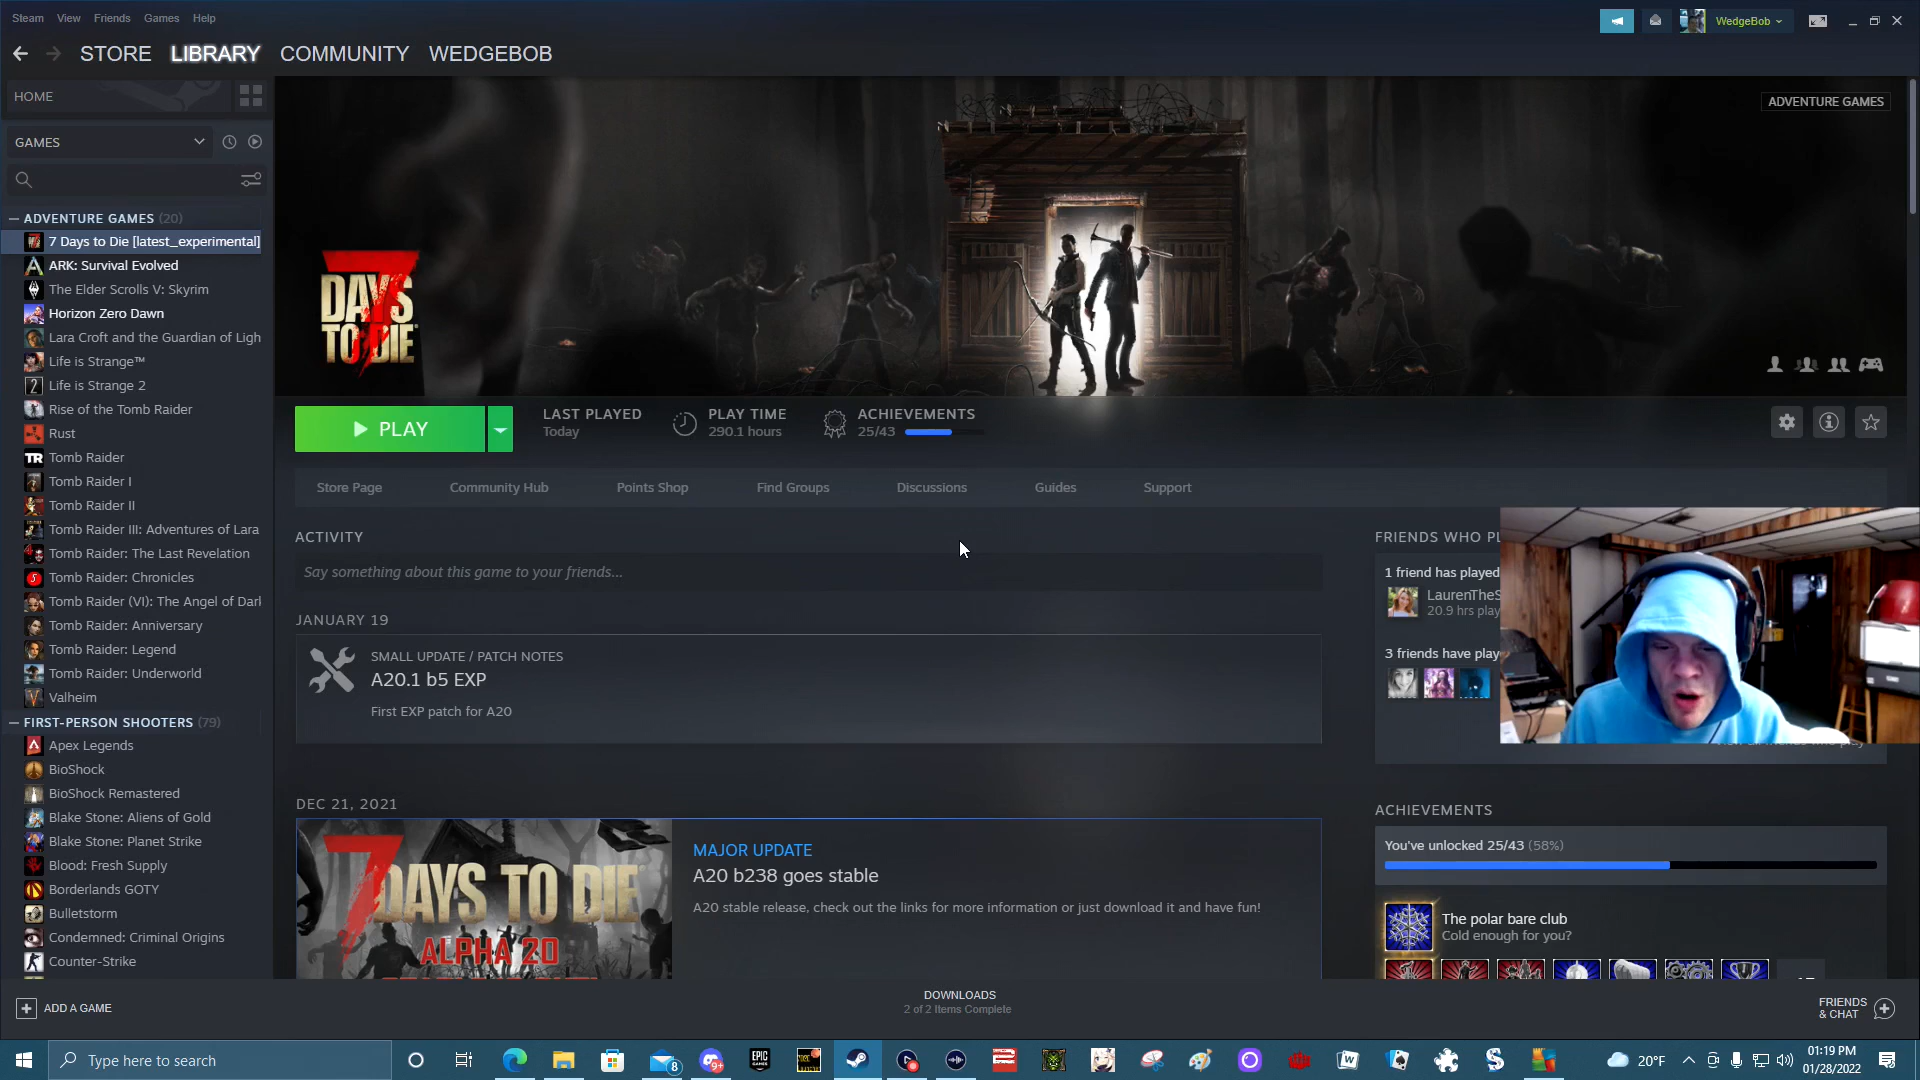 Steam View Friends Games Help
WedgeBob
STORE LIBRARY COMMUNITY WEDGEBOB
HOME
GAMES
ADVENTURE GAMES (20)
7 Days to Die [latest_experimental]
ARK: Survival Evolved
The Elder Scrolls V: Skyrim
Horizon Zero Dawn
Lara Croft and the Guardian of Ligh
Life is Strange™
Life is Strange 2
Rise of the Tomb Raider
Rust
Tomb Raider
Tomb Raider I
Tomb Raider II
Tomb Raider III: Adventures of Lara
Tomb Raider: The Last Revelation
Tomb Raider: Chronicles
Tomb Raider (VI): The Angel of Dark
Tomb Raider: Anniversary
Tomb Raider: Legend
Tomb Raider: Underworld
Valheim
FIRST-PERSON SHOOTERS (79)
Apex Legends
BioShock
BioShock Remastered
Blake Stone: Aliens of Gold
Blake Stone: Planet Strike
Blood: Fresh Supply
Borderlands GOTY
Bulletstorm
Condemned: Criminal Origins
Counter-Strike
ADD A GAME
ADVENTURE GAMES
7
DAYS
TO DIE
PLAY
LAST PLAYED
Today
PLAY TIME
290.1 hours
ACHIEVEMENTS
25/43
Store Page Community Hub Points Shop Find Groups Discussions Guides Support
ACTIVITY
Say something about this game to your friends...
JANUARY 19
SMALL UPDATE / PATCH NOTES
A20.1 b5 EXP
First EXP patch for A20
DEC 21, 2021
7 DAYS TO DIE
ALPHA 20
MAJOR UPDATE
A20 b238 goes stable
A20 stable release, check out the links for more information or just download it and have fun!
FRIENDS WHO PL
1 friend has played
LaurenTheS
20.9 hrs play
3 friends have play
ACHIEVEMENTS
You've unlocked 25/43 (58%)
The polar bare club
Cold enough for you?
DOWNLOADS
2 of 2 Items Complete
FRIENDS
& CHAT
Type here to search
8
9+
EPIC
GAMES
20°F
01:19 PM
01/28/2022